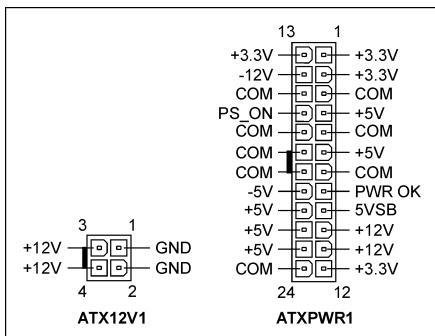 13 1
+3.3V +3.3V
-12V +3.3V
COM COM
PS_ON +5V
COM COM
COM +5V
COM COM
-5V PWR OK
+5V 5VSB
+5V +12V
+5V +12V
COM +3.3V
24 12
ATXPWR1
3 1
+12V GND
+12V GND
4 2
ATX12V1